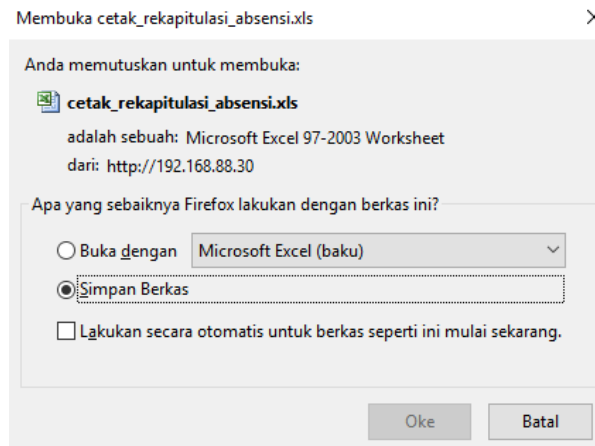 Membuka cetak_rekapitulasi_absensi.xls
Anda memutuskan untuk membuka:
cetak_rekapitulasi_absensi.xls
adalah sebuah: Microsoft Excel 97-2003 Worksheet
dari: http://192.168.88.30
Apa yang sebaiknya Firefox lakukan dengan berkas ini?
Buka dengan Microsoft Excel (baku)
Simpan Berkas
Lakukan secara otomatis untuk berkas seperti ini mulai sekarang.
Oke Batal